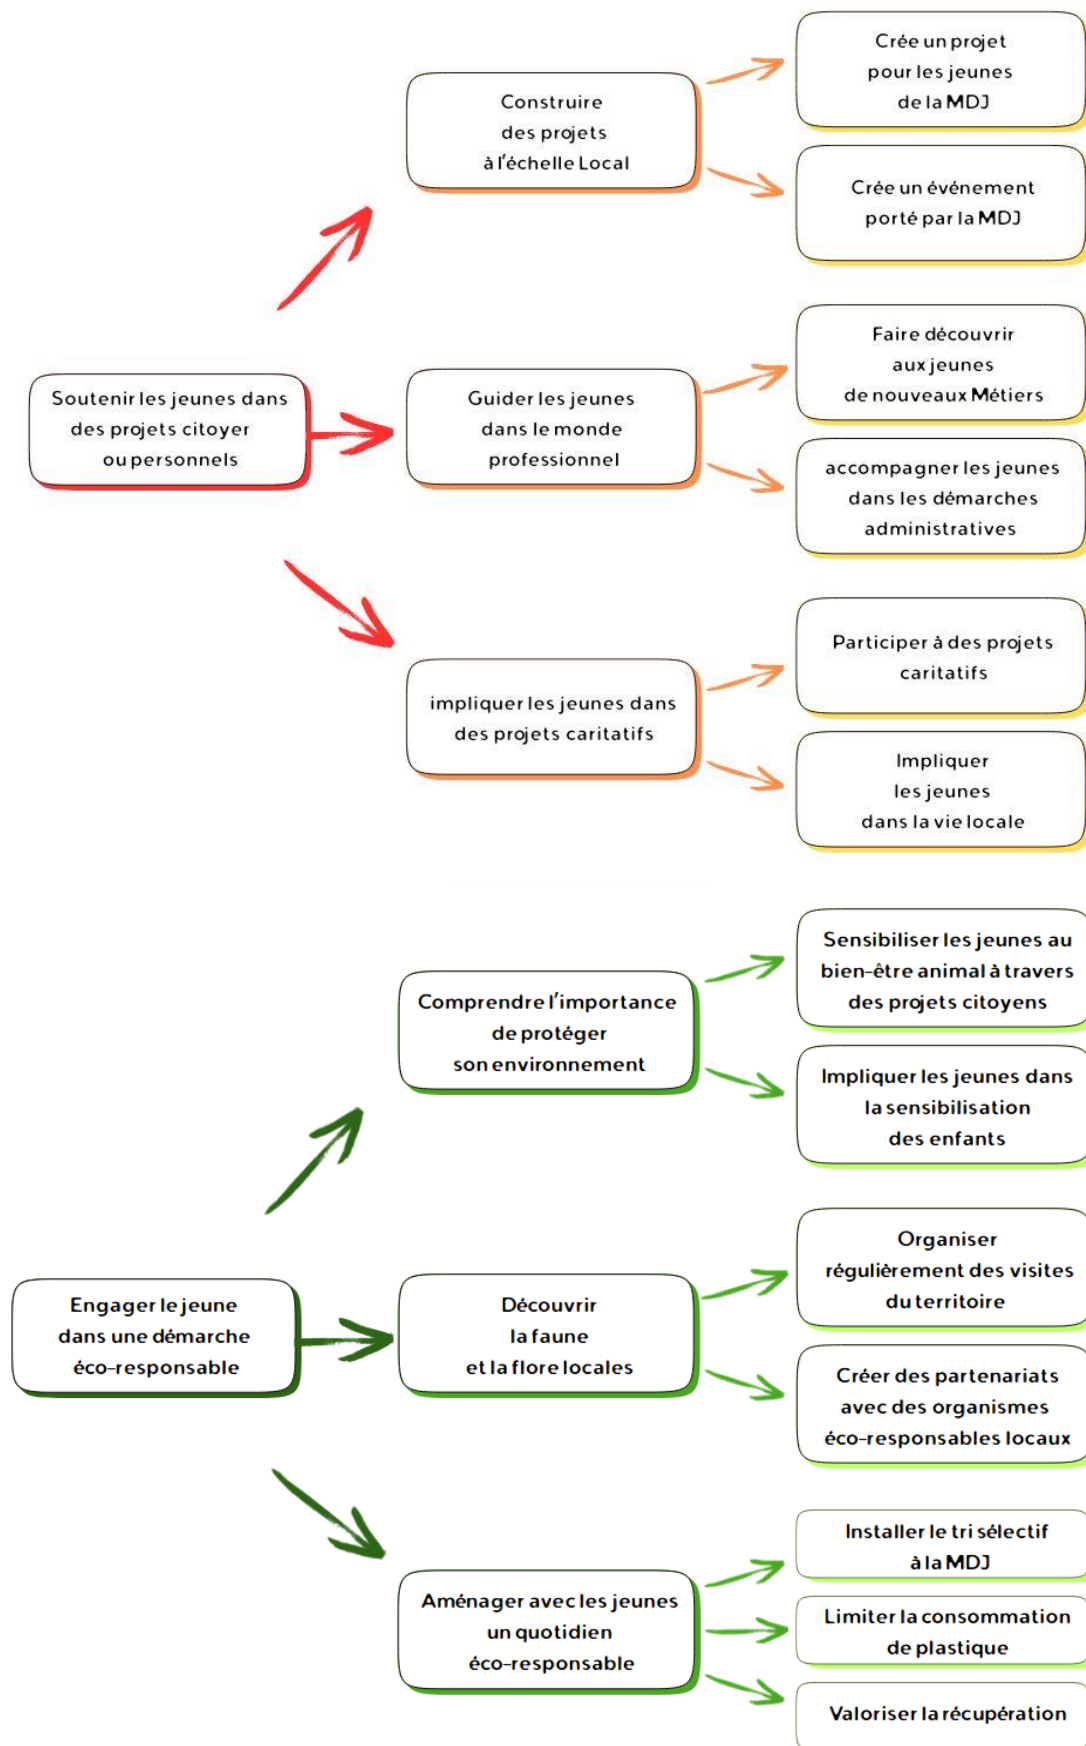 Crée un projet
pour les jeunes
de la MDJ
Construire
des projets
à l'échelle Local
Crée un événement
porté par la MDJ
Faire découvrir
aux jeunes
de nouveaux Métiers
Soutenir les jeunes dans
des projets citoyer
ou personnels
Guider les jeunes
dans le monde
professionnel
accompagner les jeunes
dans les démarches
administratives
Participer à des projets
caritatifs
impliquer les jeunes dans
des projets caritatifs
Impliquer
les jeunes
dans la vie locale
Sensibiliser les jeunes au
bien-être animal à travers
des projets citoyens
Comprendre l'importance
de protéger
son environnement
Impliquer les jeunes dans
la sensibilisation
des enfants
Organiser
régulièrement des visites
du territoire
Engager le jeune
dans une démarche
éco-responsable
Découvrir
la faune
et la flore locales
Créer des partenariats
avec des organismes
éco-responsables locaux
Installer le tri sélectif
à la MDJ
Aménager avec les jeunes
un quotidien
éco-responsable
Limiter la consommation
de plastique
Valoriser la récupération